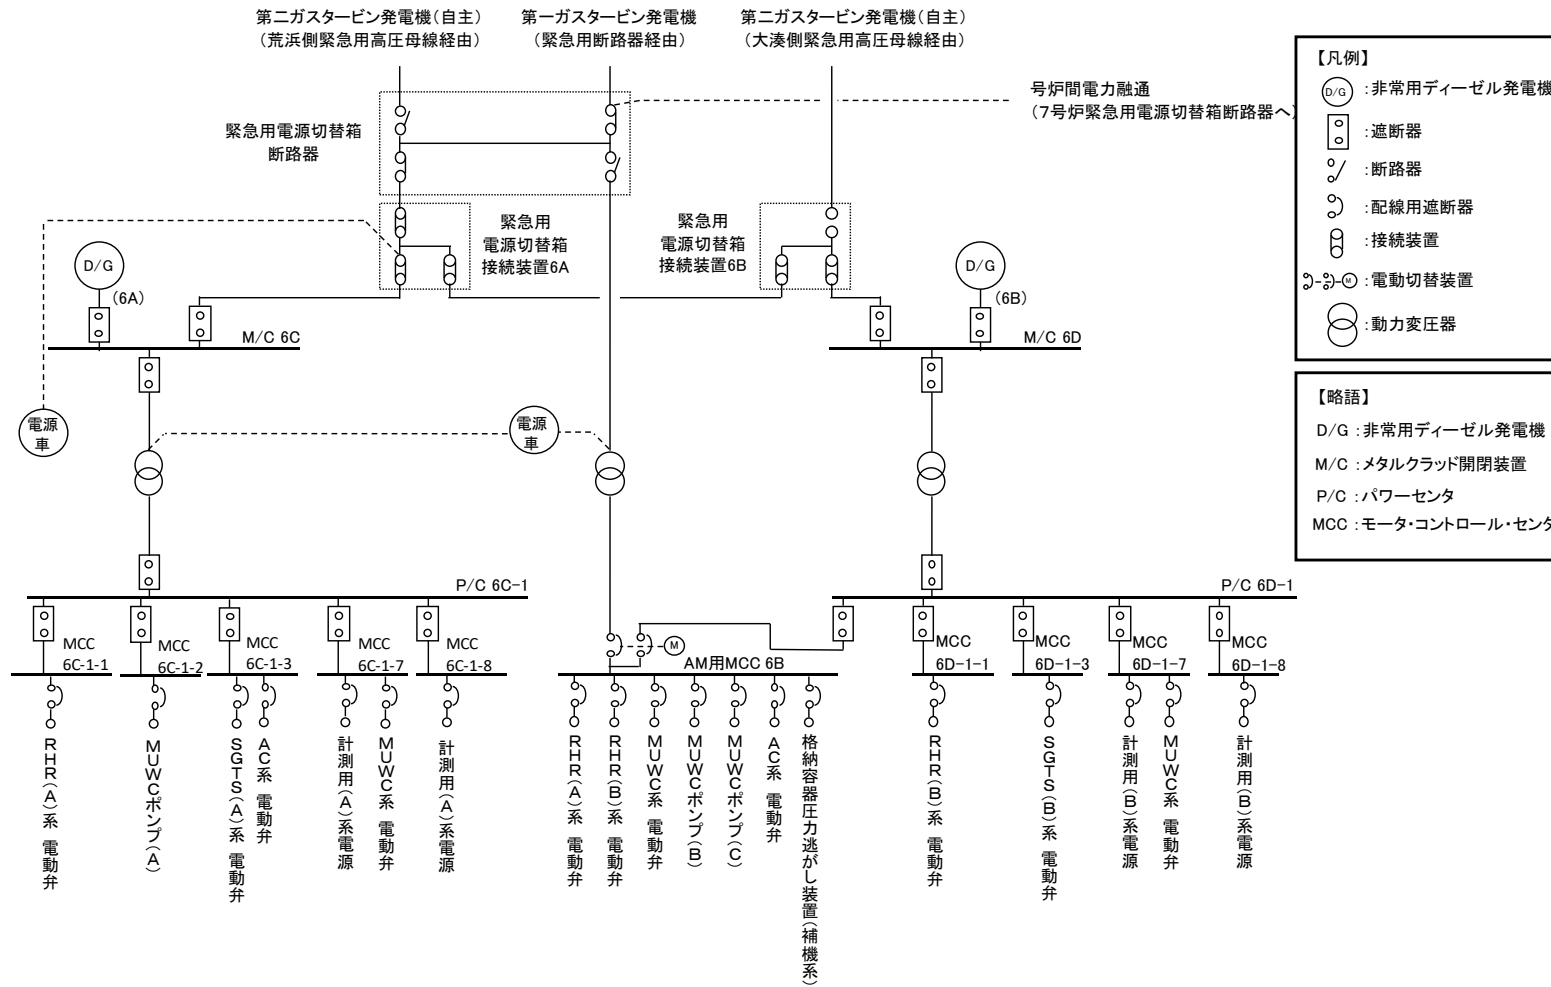 第二ガスタービン発電機(自主)
(荒浜側緊急用高圧母線経由)
第一ガスタービン発電機
(緊急用断路器経由)
第二ガスタービン発電機(自主)
(大湊側緊急用高圧母線経由)
号炉間電力融通
(7号炉緊急用電源切替箱断路器へ)
緊急用電源切替箱
断路器
緊急用
電源切替箱
接続装置6A
緊急用
電源切替箱
接続装置6B
D/G
(6A)
D/G
(6B)
M/C 6C
M/C 6D
電源
車
電源
車
P/C 6C-1
P/C 6D-1
MCC
6C-1-1
MCC
6C-1-2
MCC
6C-1-3
MCC
6C-1-7
MCC
6C-1-8
M
AM用MCC 6B
MCC
6D-1-1
MCC
6D-1-3
MCC
6D-1-7
MCC
6D-1-8
RHR(A)系 電動弁
MUWCポンプ(A)
SGTS(A)系 電動弁
AC系 電動弁
計測用(A)系電源
MUWC系 電動弁
計測用(A)系電源
RHR(A)系 電動弁
RHR(B)系 電動弁
MUWC系 電動弁
MUWCポンプ(B)
MUWCポンプ(C)
AC系 電動弁
格納容器圧力逃がし装置(補機系)
RHR(B)系 電動弁
SGTS(B)系 電動弁
計測用(B)系電源
MUWC系 電動弁
計測用(B)系電源
【凡例】
D/G :非常用ディーゼル発電機
:遮断器
:断路器
:配線用遮断器
:接続装置
M :電動切替装置
:動力変圧器
【略語】
D/G :非常用ディーゼル発電機
M/C :メタルクラッド開閉装置
P/C :パワーセンタ
MCC :モータ・コントロール・センタ